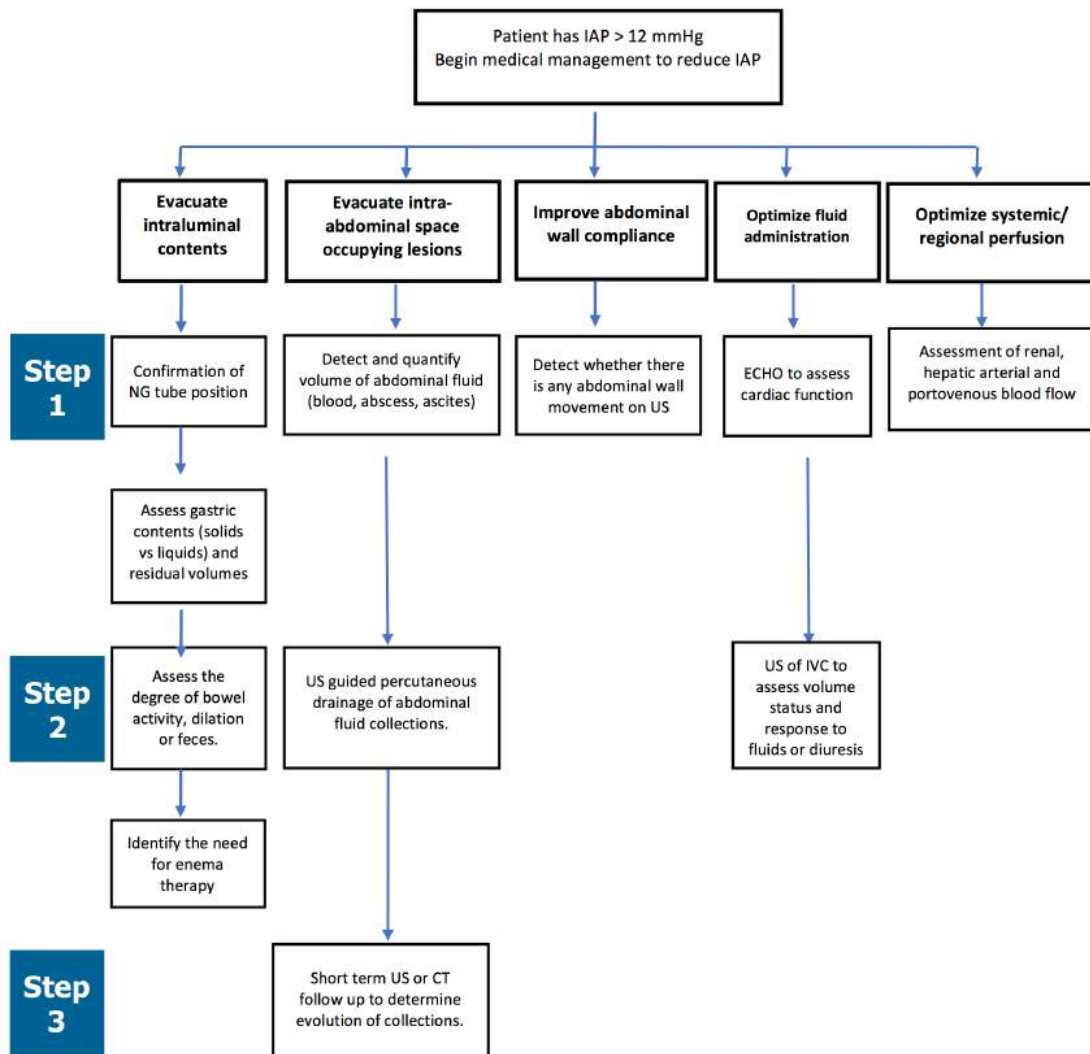 Patient has IAP > 12 mmHg
Begin medical management to reduce IAP
Evacuate
intraluminal
contents
Evacuate intra-
abdominal space
occupying lesions
Improve abdominal
wall compliance
Optimize fluid
administration
Optimize systemic/
regional perfusion
Step
1
Confirmation of
NG tube position
Detect and quantify
volume of abdominal fluid
(blood, abscess, ascites)
Detect whether there
is any abdominal wall
movement on US
ECHO to assess
cardiac function
Assessment of renal,
hepatic arterial and
portovenous blood flow
Assess gastric
contents (solids
vs liquids) and
residual volumes
Step
2
Assess the
degree of bowel
activity, dilation
or feces.
US guided percutaneous
drainage of abdominal
fluid collections.
US of IVC to
assess volume
status and
response to
fluids or diuresis
Identify the need
for enema
therapy
Step
3
Short term US or CT
follow up to determine
evolution of collections.